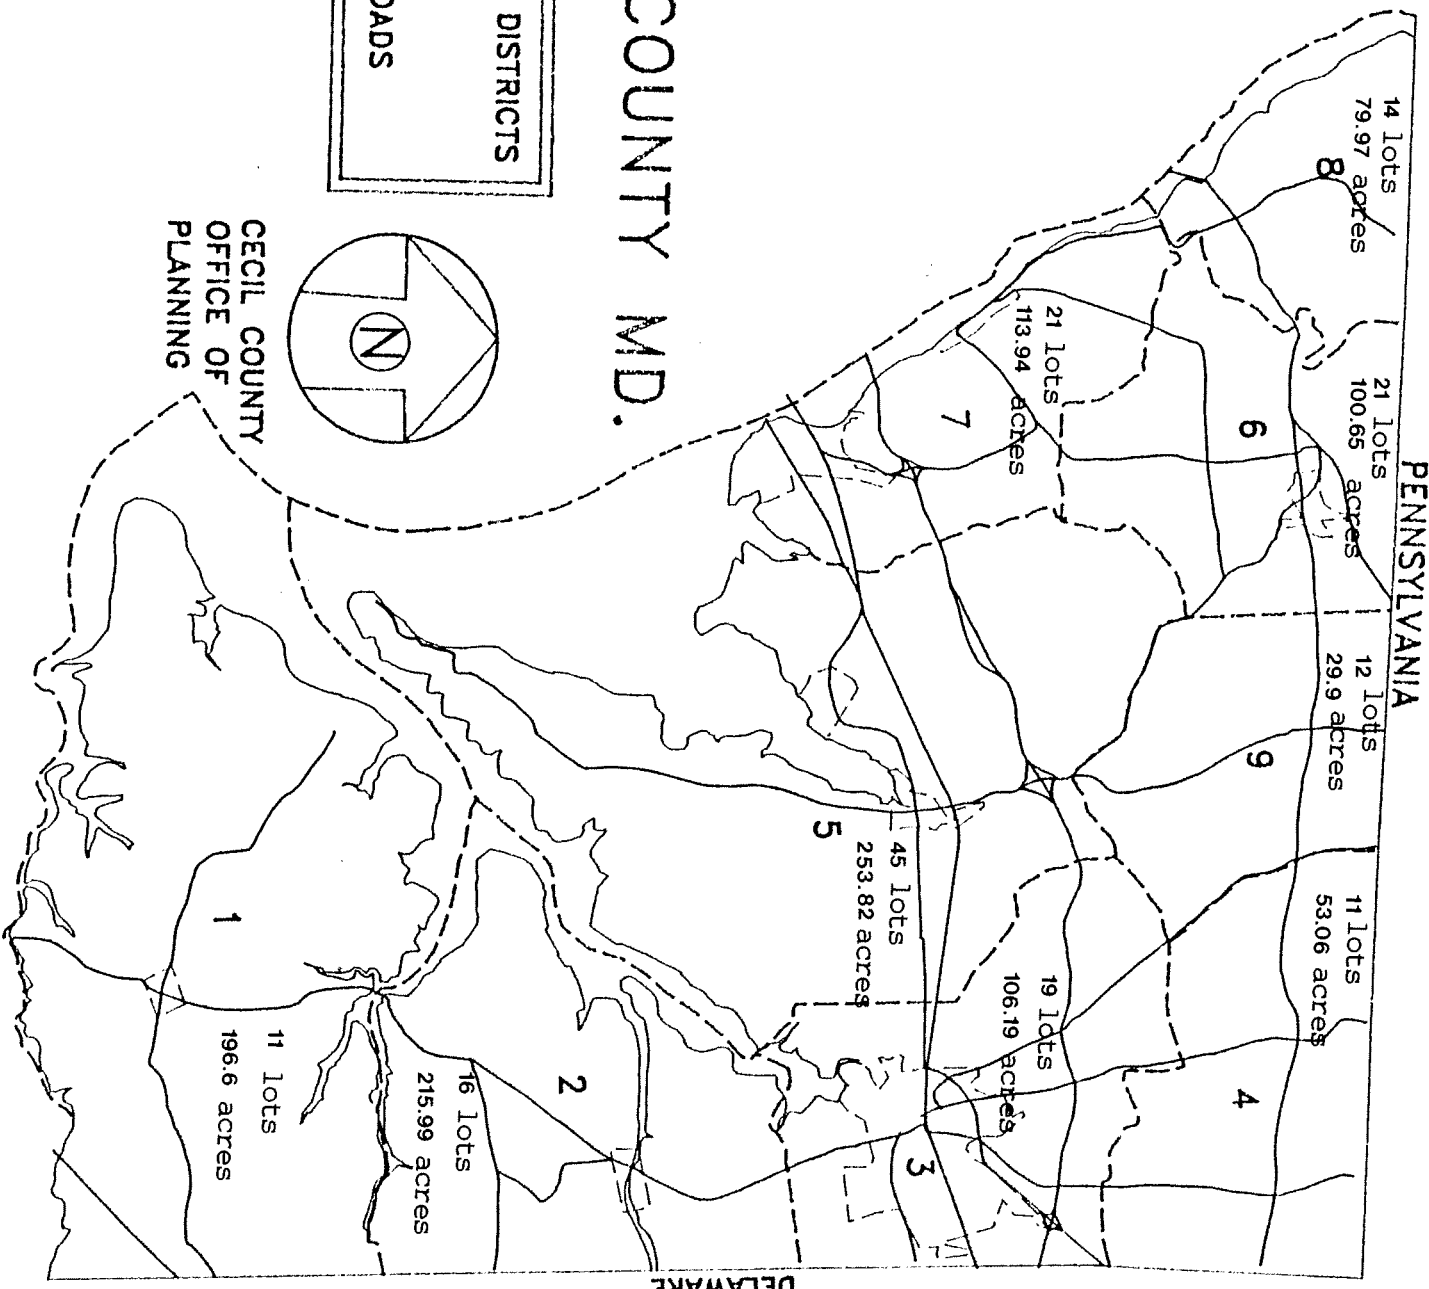 COUNTY MD.
DISTRICTS
OADS
N
CECIL COUNTY
OFFICE OF
PLANNING
PENNSYLVANIA
14 lots
79.97 acres
8
21 lots
100.65 acres
6
12 lots
29.9 acres
9
11 lots
53.06 acres
4
21 lots
113.94 acres
7
45 lots
253.82 acres
5
19 lots
106.19 acres
3
2
16 lots
215.99 acres
1
11 lots
196.6 acres
DELAWARE